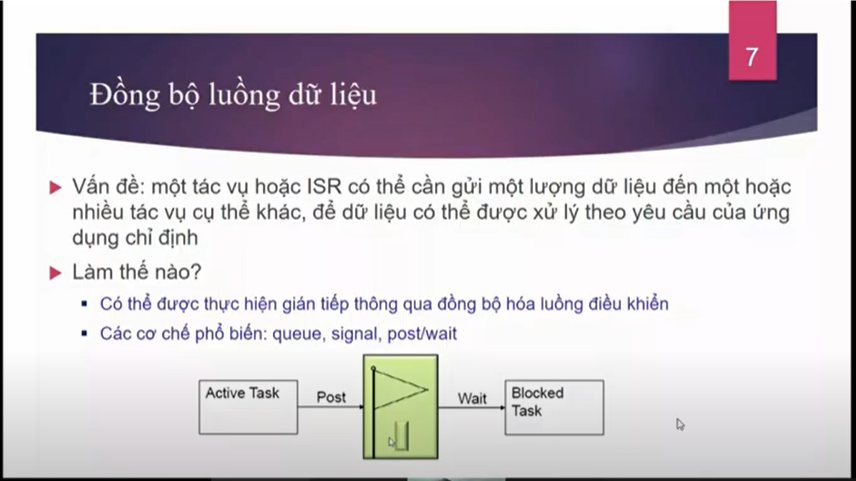 7
Đồng bộ luồng dữ liệu
Vấn đề: một tác vụ hoặc ISR có thể cần gửi một lượng dữ liệu đến một hoặc
nhiều tác vụ cụ thể khác, để dữ liệu có thể được xử lý theo yêu cầu của ứng
dụng chỉ định
Làm thế nào?
Có thể được thực hiện gián tiếp thông qua đồng bộ hóa luồng điều khiển
Các cơ chế phổ biến: queue, signal, post/wait
Active Task
Post
Wait
Blocked
Task